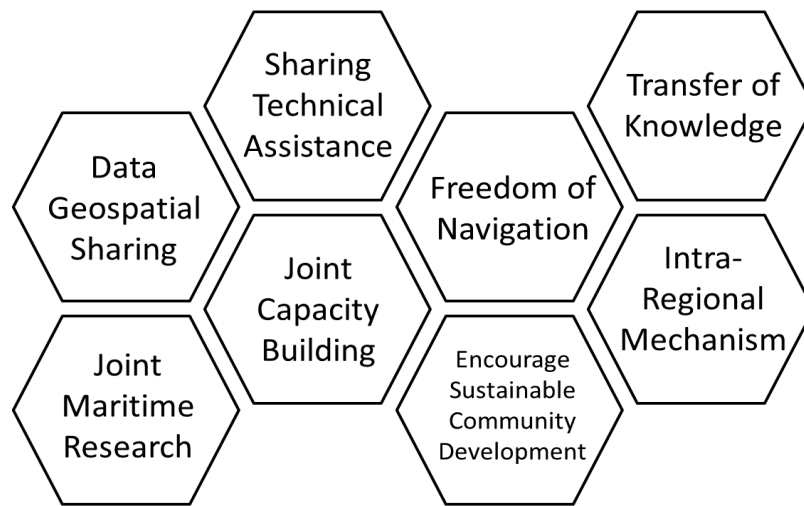 Sharing
Technical
Assistance
Transfer of
Knowledge
Data
Geospatial
Sharing
Freedom of
Navigation
Joint
Capacity
Building
Intra-
Regional
Mechanism
Joint
Maritime
Research
Encourage
Sustainable
Community
Development